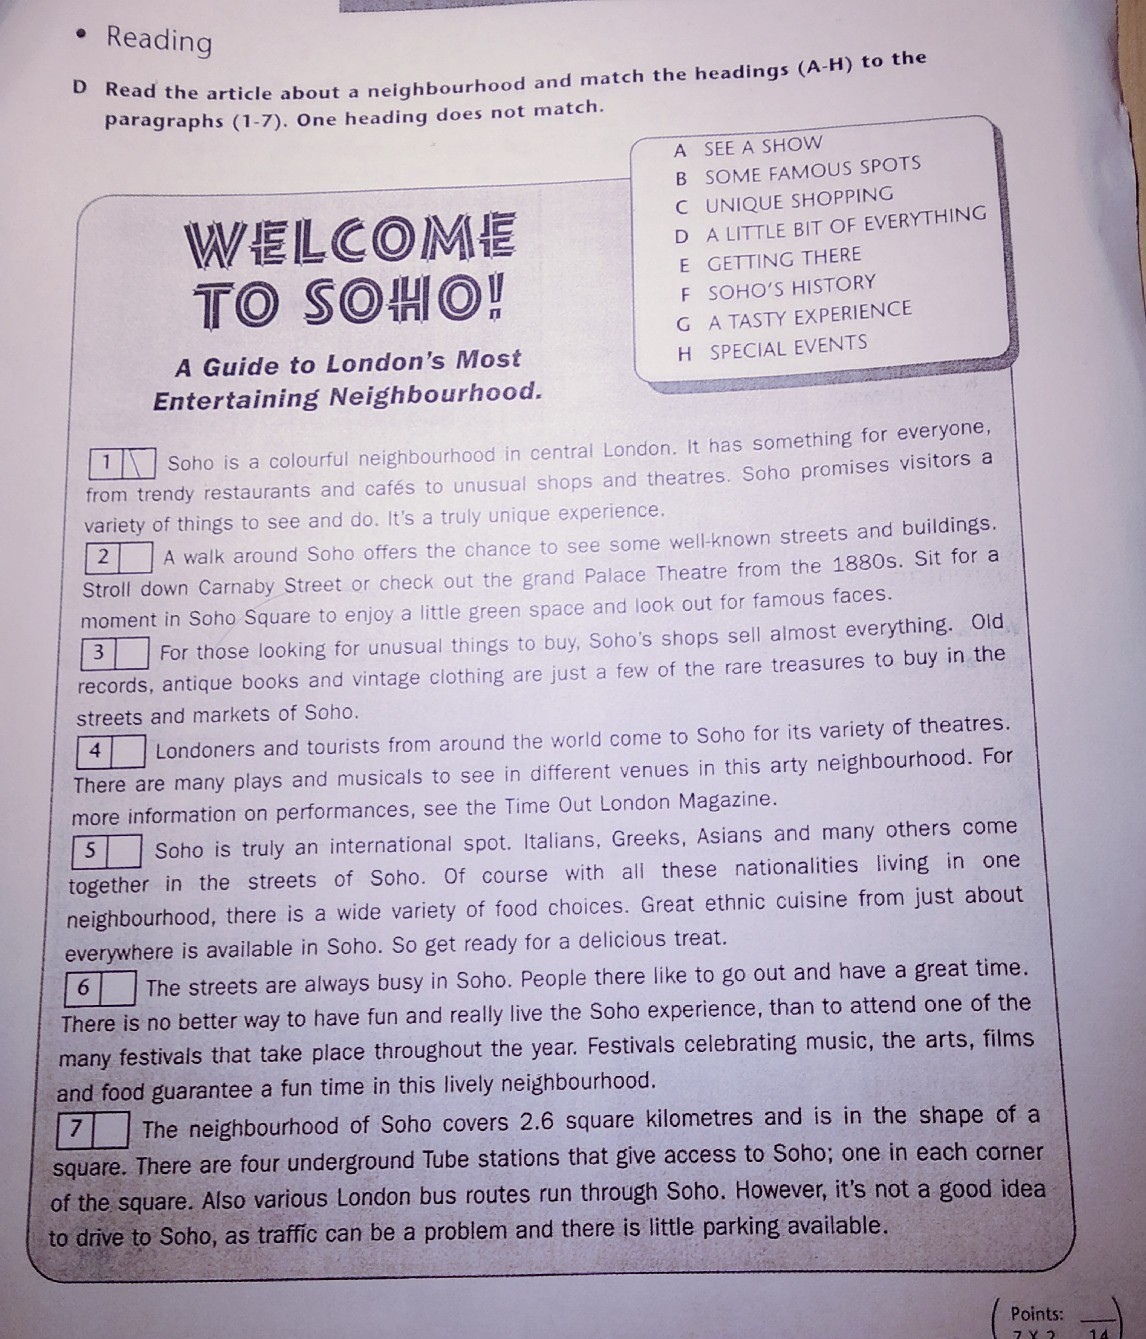 • Reading
D Read the article about a neighbourhood and match the headings (A-H) to the
paragraphs (1-7). One heading does not match.
A SEE A SHOW
B SOME FAMOUS SPOTS
C UNIQUE SHOPPING
D A LITTLE BIT OF EVERYTHING
E GETTING THERE
F SOHO'S HISTORY
G A TASTY EXPERIENCE
H SPECIAL EVENTS
WELCOME
TO SOHO!
A Guide to London's Most
Entertaining Neighbourhood.
1 Soho is a colourful neighbourhood in central London. It has something for everyone,
from trendy restaurants and cafés to unusual shops and theatres. Soho promises visitors a
variety of things to see and do. It's a truly unique experience.
2 A walk around Soho offers the chance to see some well-known streets and buildings.
Stroll down Carnaby Street or check out the grand Palace Theatre from the 1880s. Sit for a
moment in Soho Square to enjoy a little green space and look out for famous faces.
3 For those looking for unusual things to buy, Soho's shops sell almost everything. Old
records, antique books and vintage clothing are just a few of the rare treasures to buy in the
streets and markets of Soho.
4 Londoners and tourists from around the world come to Soho for its variety of theatres.
There are many plays and musicals to see in different venues in this arty neighbourhood. For
more information on performances, see the Time Out London Magazine.
5 Soho is truly an international spot. Italians, Greeks, Asians and many others come
together in the streets of Soho. Of course with all these nationalities living in one
neighbourhood, there is a wide variety of food choices. Great ethnic cuisine from just about
everywhere is available in Soho. So get ready for a delicious treat.
6 The streets are always busy in Soho. People there like to go out and have a great time.
There is no better way to have fun and really live the Soho experience, than to attend one of the
many festivals that take place throughout the year. Festivals celebrating music, the arts, films
and food guarantee a fun time in this lively neighbourhood.
7 The neighbourhood of Soho covers 2.6 square kilometres and is in the shape of a
square. There are four underground Tube stations that give access to Soho; one in each corner
of the square. Also various London bus routes run through Soho. However, it's not a good idea
to drive to Soho, as traffic can be a problem and there is little parking available.
Points:
7 X 2 14